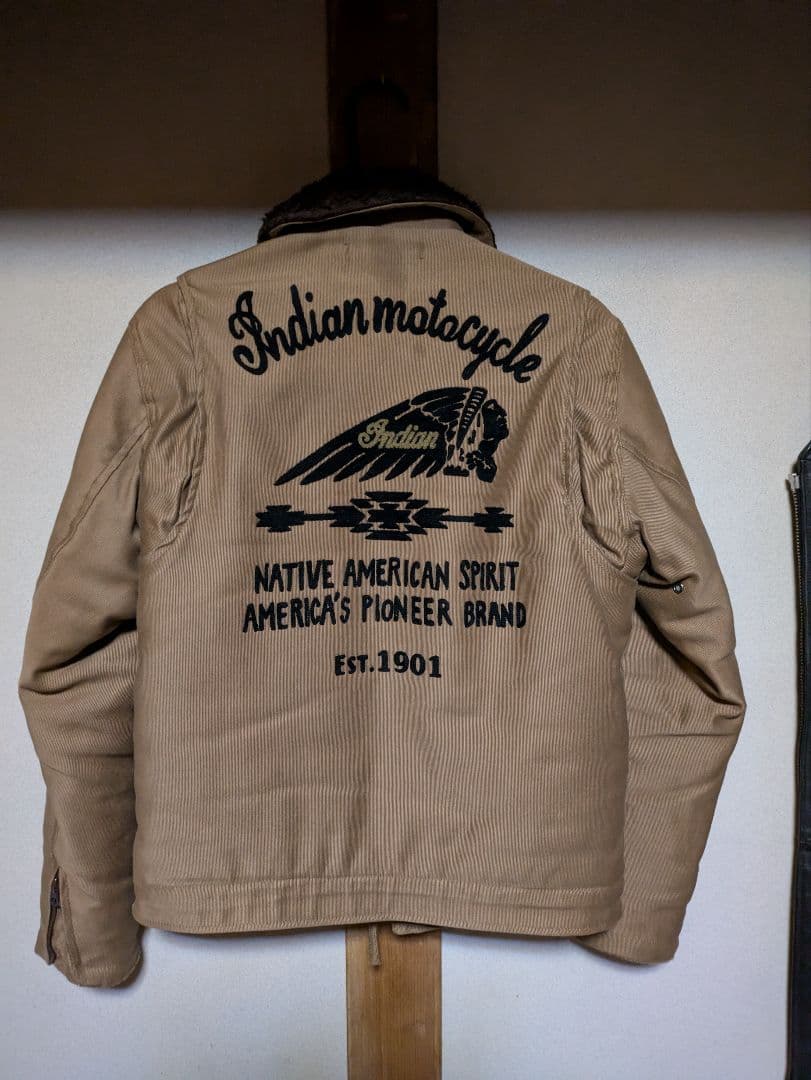 Indian motocycle
Indian
NATIVE AMERICAN SPIRIT
AMERICA'S PIONEER BRAND
EST.1901